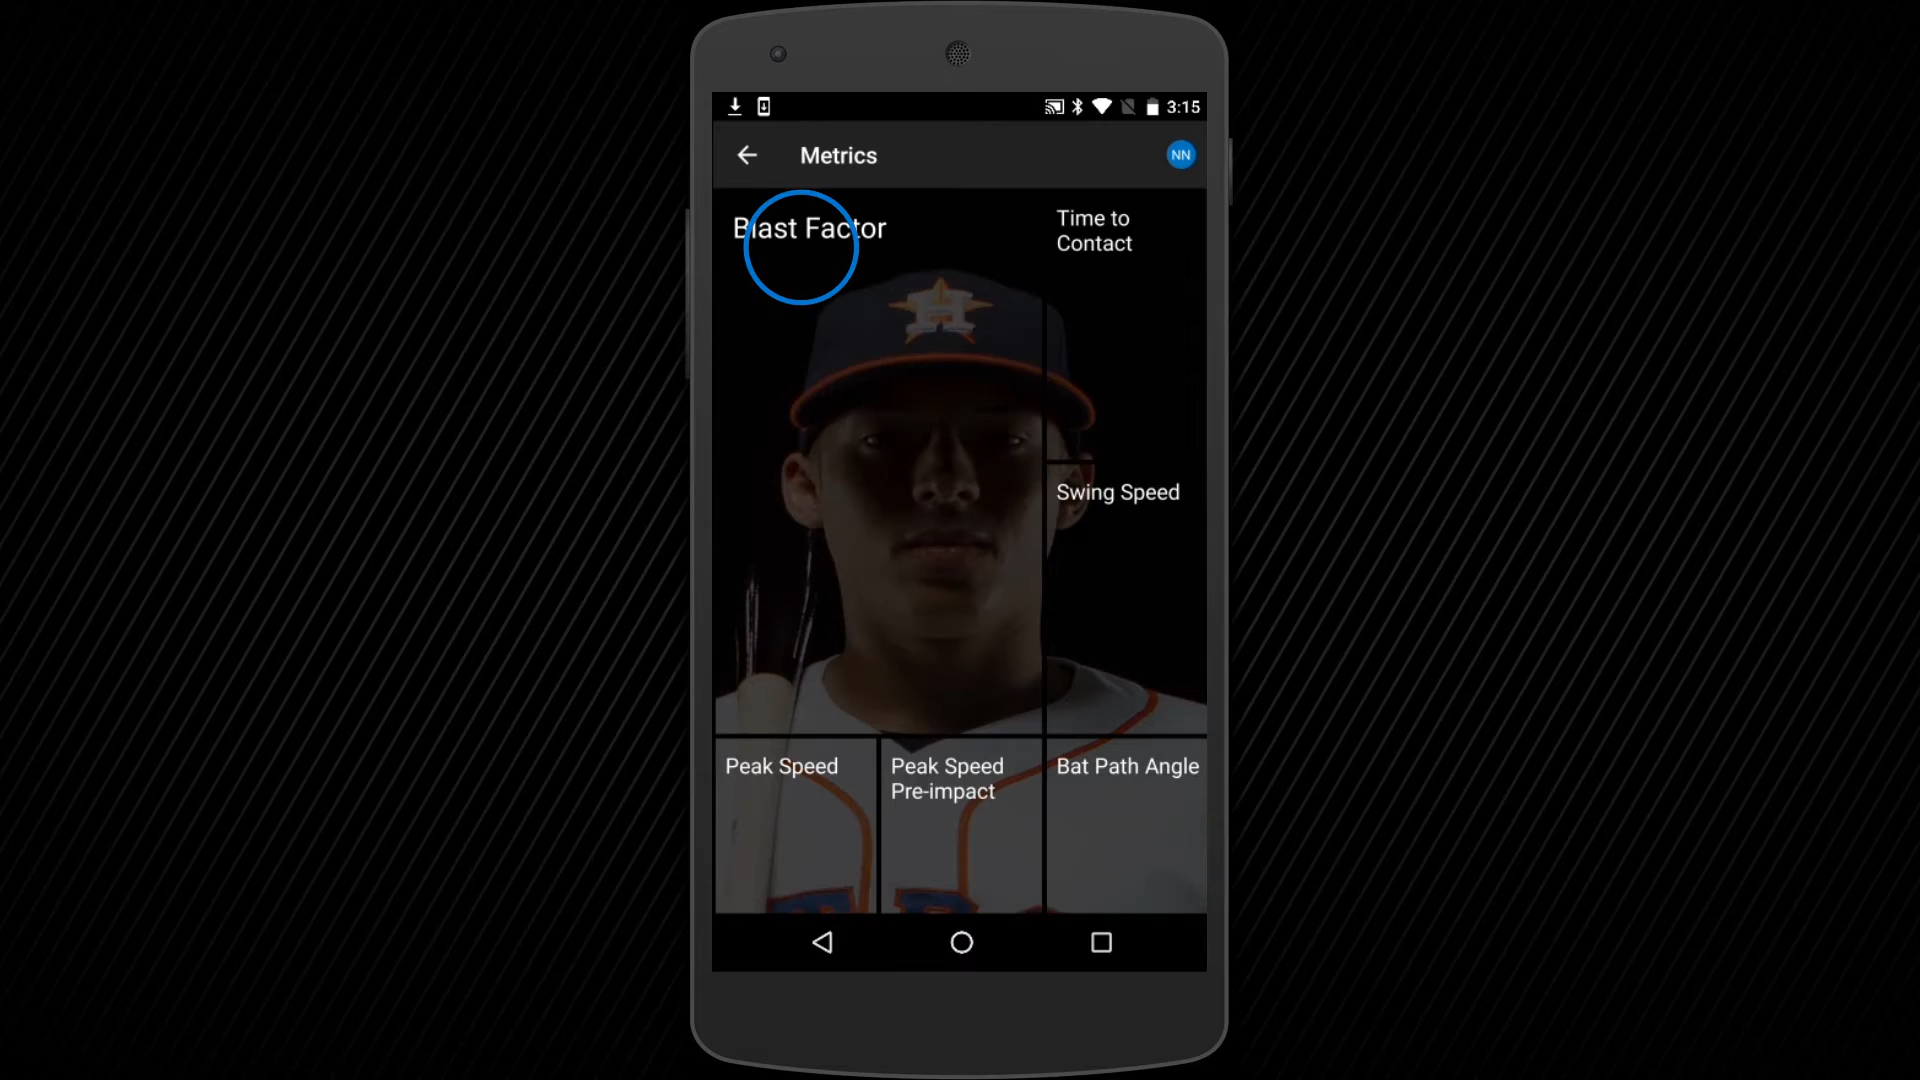 3:15
Metrics
NN
Blast Factor
Time to
Contact
H
Swing Speed
Peak Speed
Peak Speed
Pre-impact
Bat Path Angle